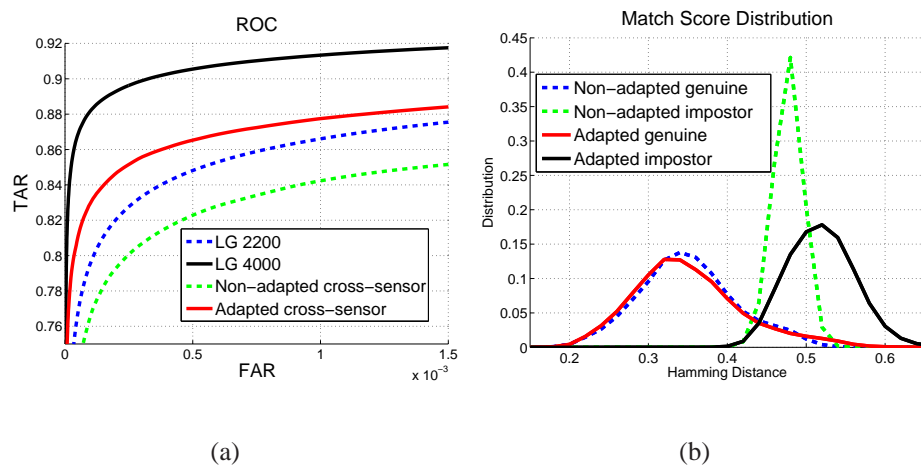 ROC
0.92
0.9
0.88
0.86
0.84
0.82
0.8
0.78
0.76
TAR
LG 2200
LG 4000
Non−adapted cross−sensor
Adapted cross−sensor
0 0.5 1 1.5
FAR
x 10⁻³
(a)
Match Score Distribution
0.45
0.4
0.35
0.3
0.25
0.2
0.15
0.1
0.05
0
Distribution
Non−adapted genuine
Non−adapted impostor
Adapted genuine
Adapted impostor
0.2 0.3 0.4 0.5 0.6
Hamming Distance
(b)